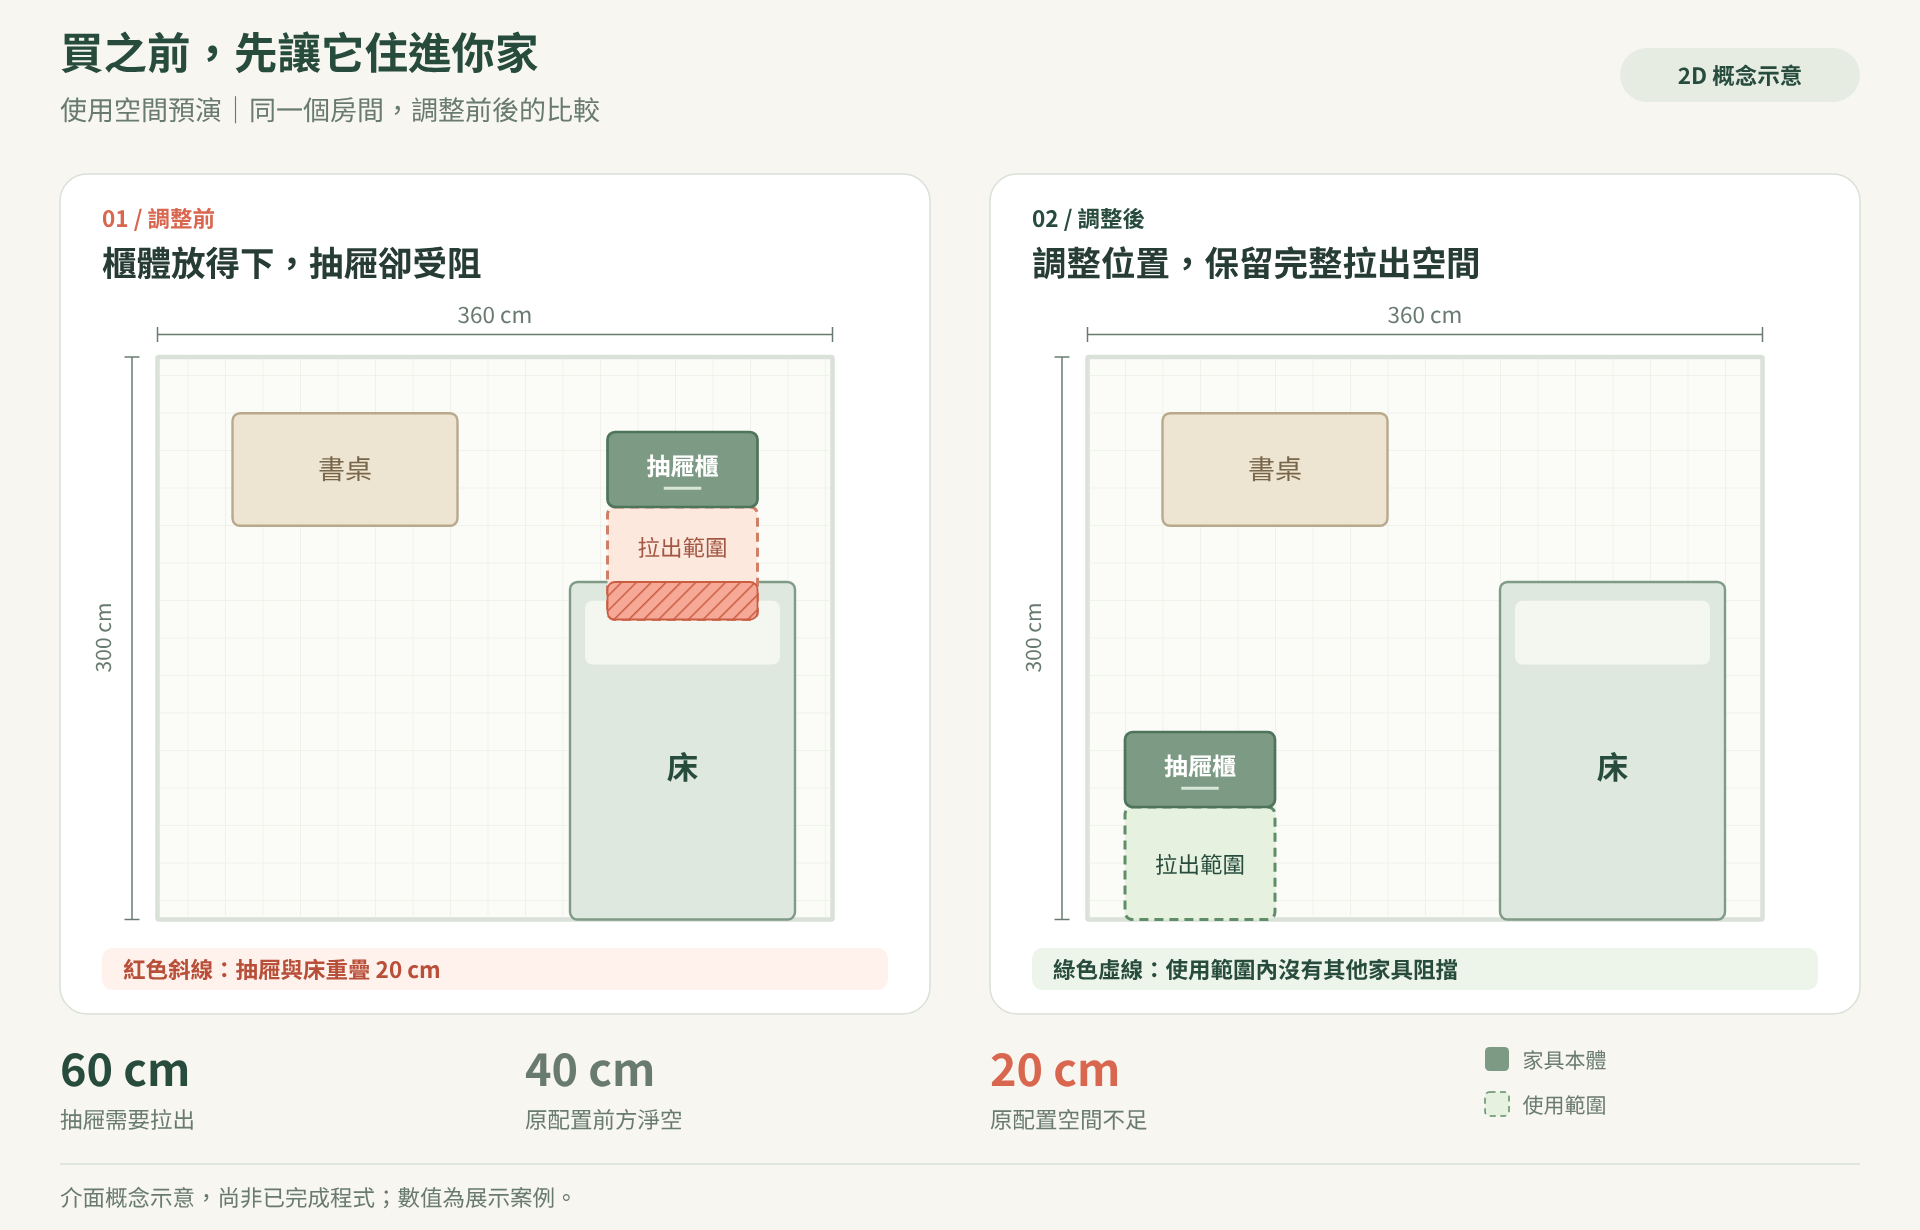 買之前，先讓它住進你家
使用空間預演｜同一個房間，調整前後的比較
2D 概念示意
01 / 調整前
櫃體放得下，抽屜卻受阻
360 cm
300 cm
書桌
抽屜櫃
拉出範圍
床
紅色斜線：抽屜與床重疊 20 cm
02 / 調整後
調整位置，保留完整拉出空間
360 cm
300 cm
書桌
抽屜櫃
拉出範圍
床
綠色虛線：使用範圍內沒有其他家具阻擋
60 cm
抽屜需要拉出
40 cm
原配置前方淨空
20 cm
原配置空間不足
家具本體
使用範圍
介面概念示意，尚非已完成程式；數值為展示案例。